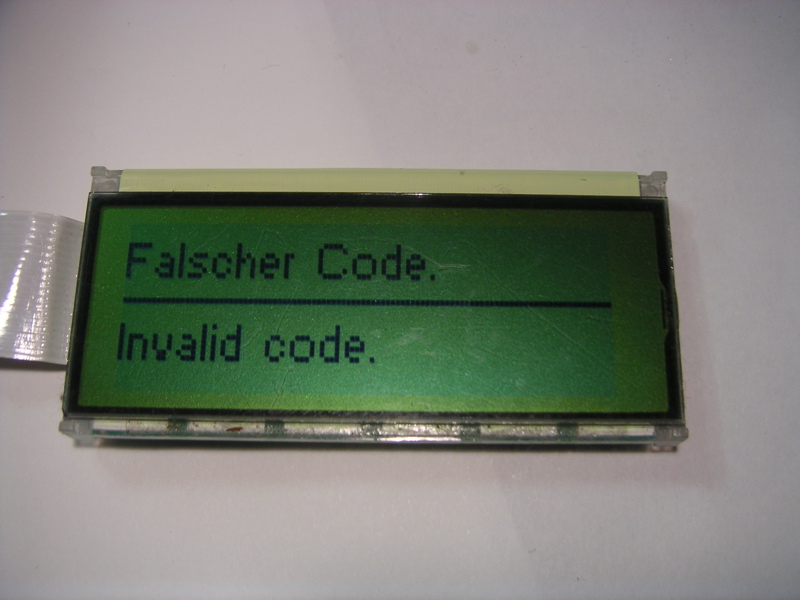 Falscher Code.
Invalid code.